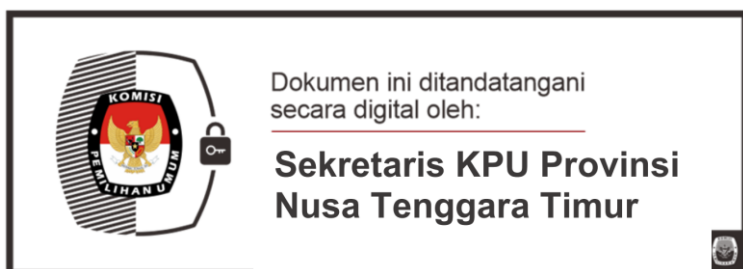 KOMISI
PEMILIHAN UMUM
Dokumen ini ditandatangani
secara digital oleh:
Sekretaris KPU Provinsi
Nusa Tenggara Timur